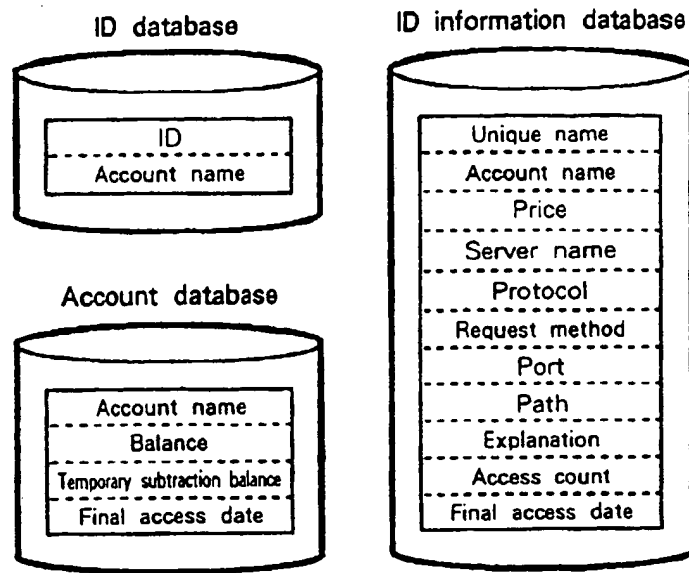 ID database
ID
Account name
Account database
Account name
Balance
Temporary subtraction balance
Final access date
ID information database
Unique name
Account name
Price
Server name
Protocol
Request method
Port
Path
Explanation
Access count
Final access date